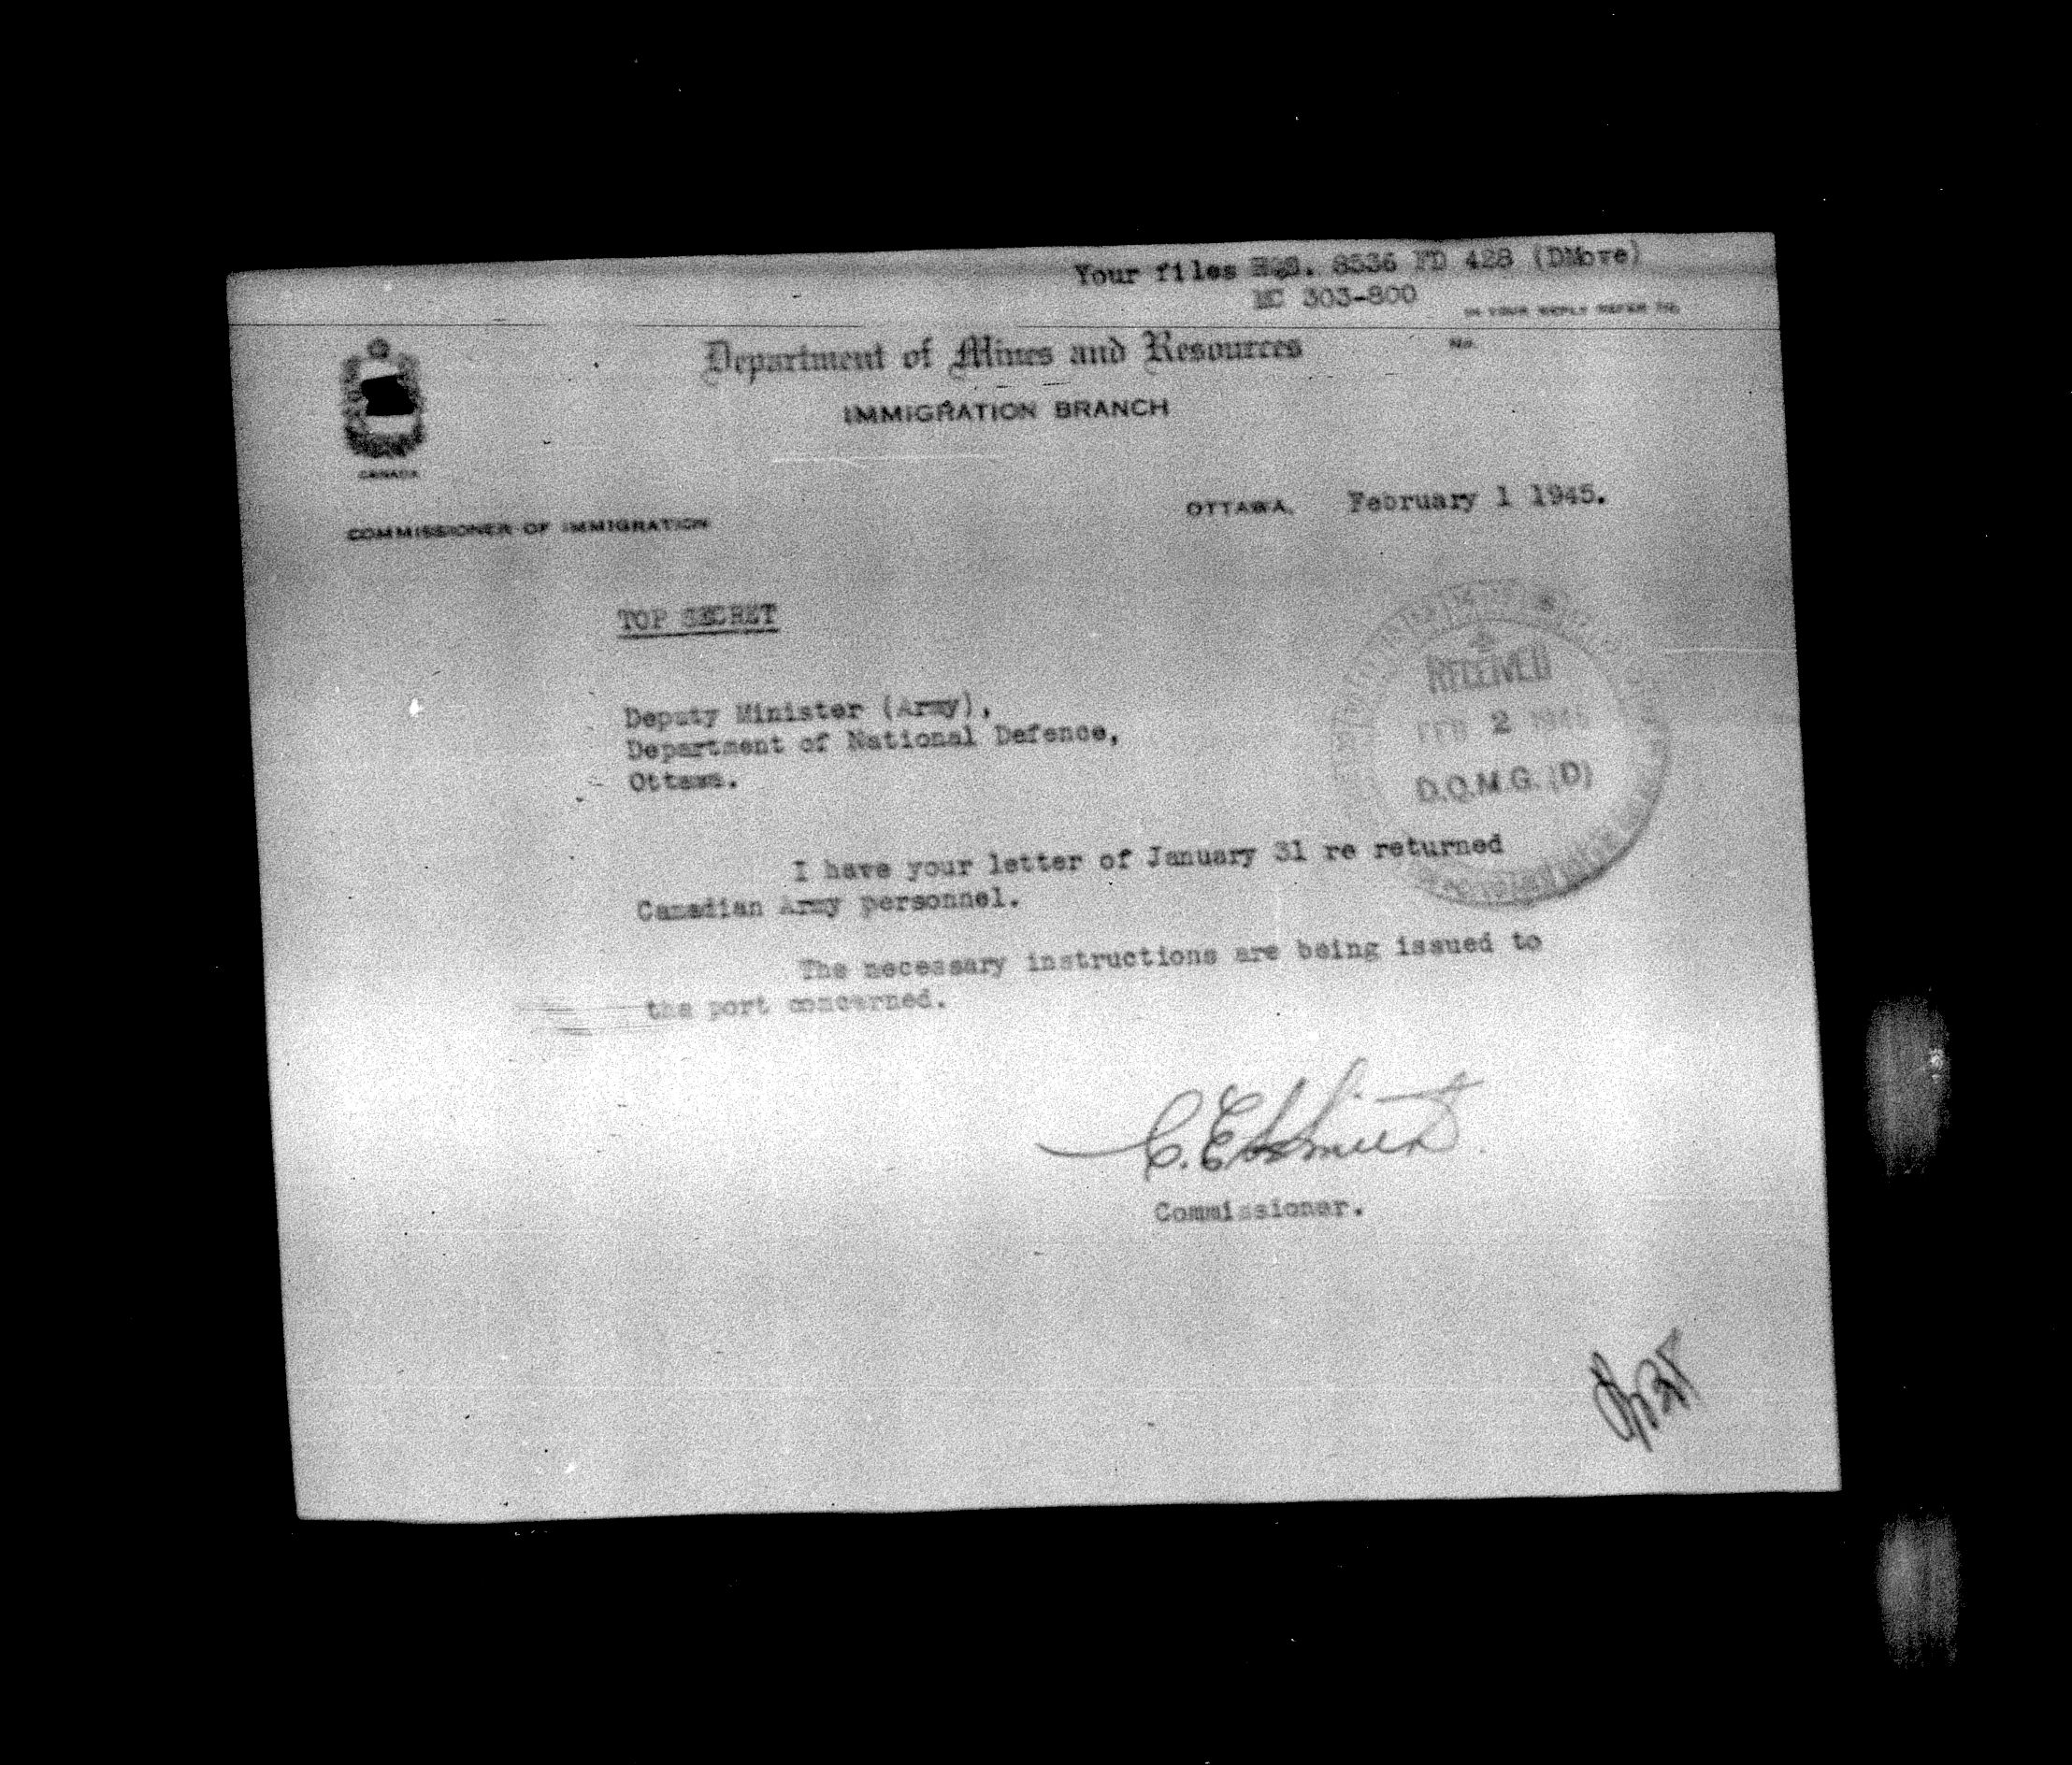 Your files HQS. 8536 FD 428 (DMove)
MC 303-800
IN YOUR REPLY REFER TO
No.
Department of Mines and Resources
IMMIGRATION BRANCH
CANADA
OTTAWA, February 1 1945.
COMMISSIONER OF IMMIGRATION
TOP SECRET
RECEIVED
FEB 2 1945
D.Q.M.G. (D)
Deputy Minister (Army),
Department of National Defence,
Ottawa.
I have your letter of January 31 re returned
Canadian Army personnel.
The necessary instructions are being issued to
the port concerned.
Commissioner.